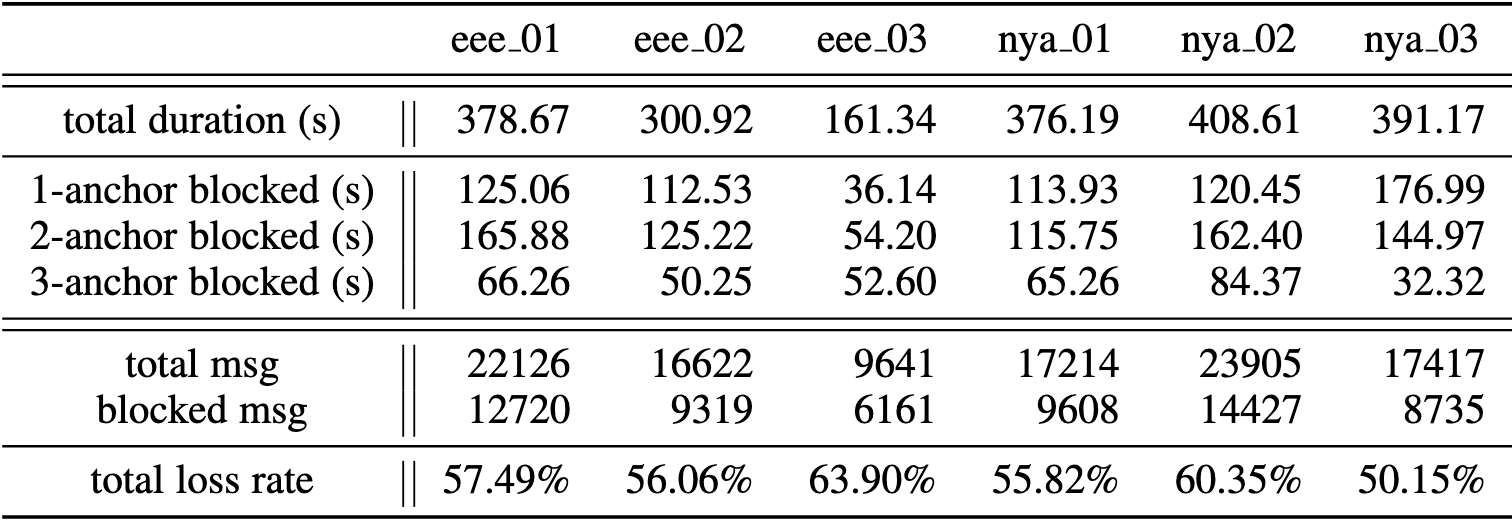 eee_01 eee_02 eee_03 nya_01 nya_02 nya_03
total duration (s) 378.67 300.92 161.34 376.19 408.61 391.17
1-anchor blocked (s) 125.06 112.53 36.14 113.93 120.45 176.99
2-anchor blocked (s) 165.88 125.22 54.20 115.75 162.40 144.97
3-anchor blocked (s) 66.26 50.25 52.60 65.26 84.37 32.32
total msg 22126 16622 9641 17214 23905 17417
blocked msg 12720 9319 6161 9608 14427 8735
total loss rate 57.49% 56.06% 63.90% 55.82% 60.35% 50.15%